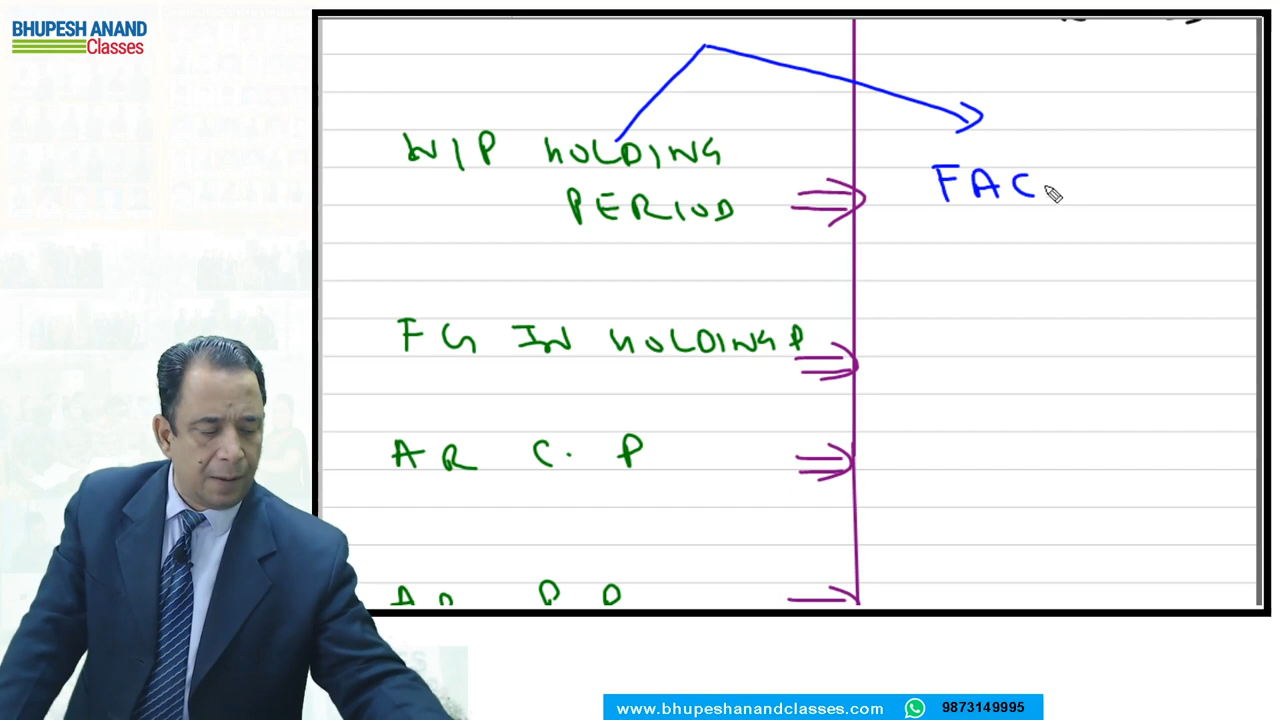 BHUPESH ANAND
Classes
WIP HOLDING
PERIOD
FAC
FG IN HOLDING P
AR C. P
www.bhupeshanandclasses.com
9873149995